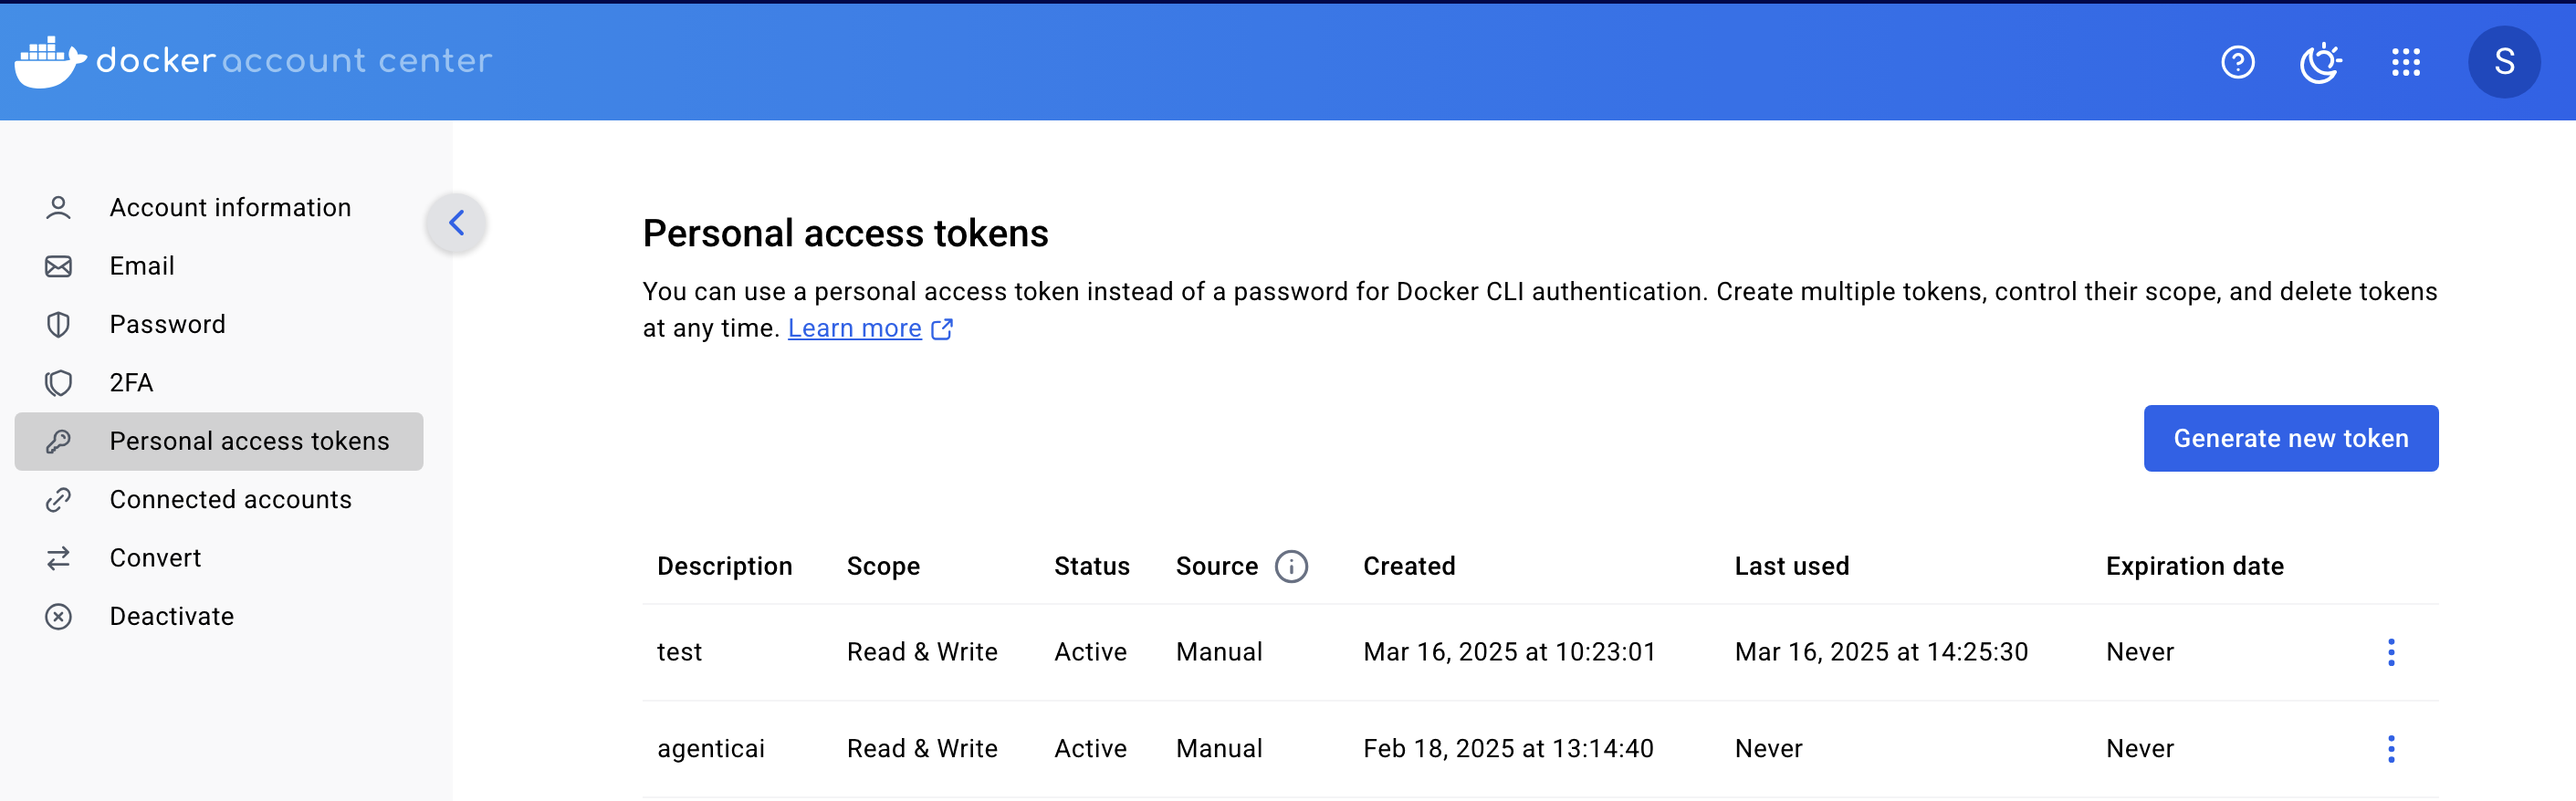 docker account center
S
Account information
Email
Password
2FA
Personal access tokens
Connected accounts
Convert
Deactivate
Personal access tokens
You can use a personal access token instead of a password for Docker CLI authentication. Create multiple tokens, control their scope, and delete tokens
at any time. Learn more
Generate new token
Description Scope Status Source Created Last used Expiration date
test Read & Write Active Manual Mar 16, 2025 at 10:23:01 Mar 16, 2025 at 14:25:30 Never
agenticai Read & Write Active Manual Feb 18, 2025 at 13:14:40 Never Never